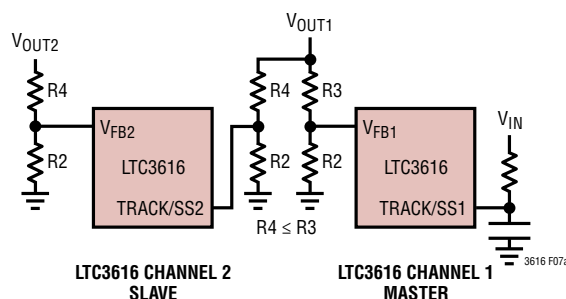 VOUT1
VOUT2
R4
R4
R3
VIN
VFB2
VFB1
R2
LTC3616
R2
R2
LTC3616
TRACK/SS2
TRACK/SS1
R4 ≤ R3
3616 F07a
LTC3616 CHANNEL 2
SLAVE
LTC3616 CHANNEL 1
MASTER